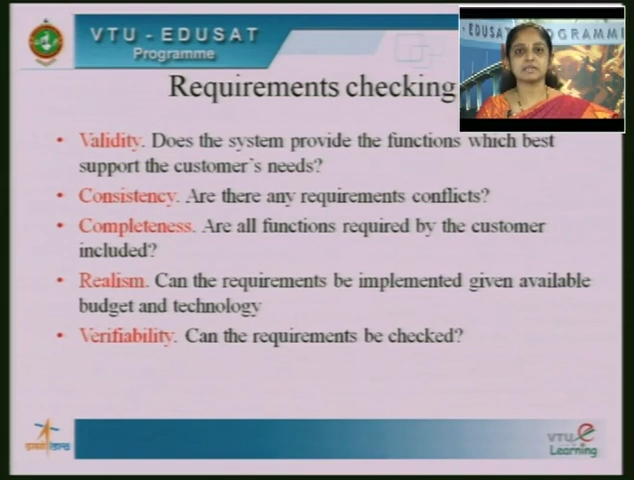 VTU - EDUSAT
Programme
- EDUSAT PROGRAMM
Requirements checking
• Validity. Does the system provide the functions which best
support the customer's needs?
• Consistency. Are there any requirements conflicts?
• Completeness. Are all functions required by the customer
included?
• Realism. Can the requirements be implemented given available
budget and technology
• Verifiability. Can the requirements be checked?
VTU e
Learning